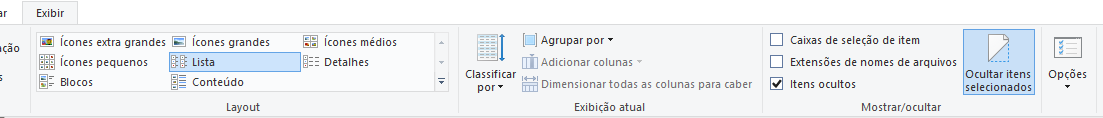 Exibir
Ícones extra grandes
Ícones grandes
Ícones médios
Ícones pequenos
Lista
Detalhes
Blocos
Conteúdo
Layout
Classificar
por
Agrupar por
Adicionar colunas
Dimensionar todas as colunas para caber
Exibição atual
Caixas de seleção de item
Extensões de nomes de arquivos
Itens ocultos
Ocultar itens
selecionados
Mostrar/ocultar
Opções